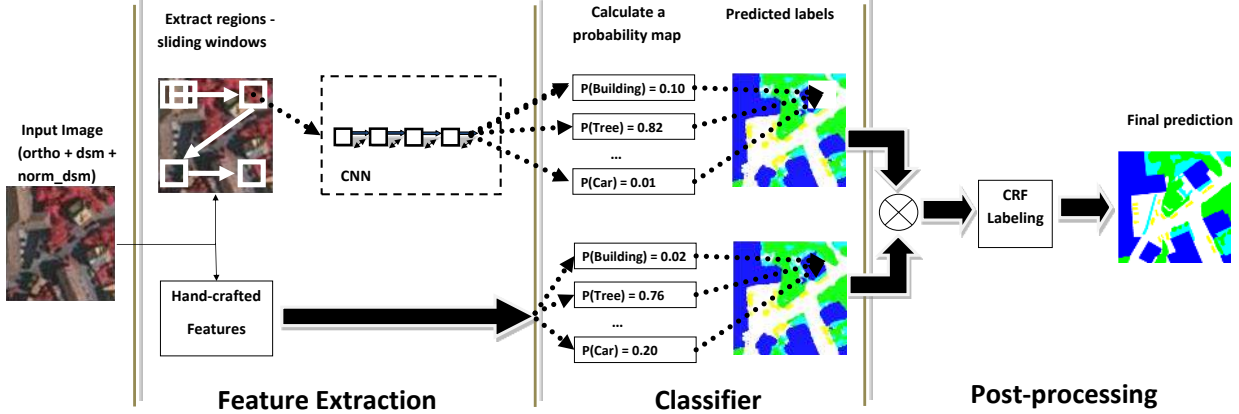 Extract regions -
sliding windows
Calculate a
probability map
Predicted labels
Input Image
(ortho + dsm +
norm_dsm)
CNN
P(Building) = 0.10
P(Tree) = 0.82
...
P(Car) = 0.01
Hand-crafted
Features
P(Building) = 0.02
P(Tree) = 0.76
...
P(Car) = 0.20
CRF
Labeling
Final prediction
Feature Extraction
Classifier
Post-processing